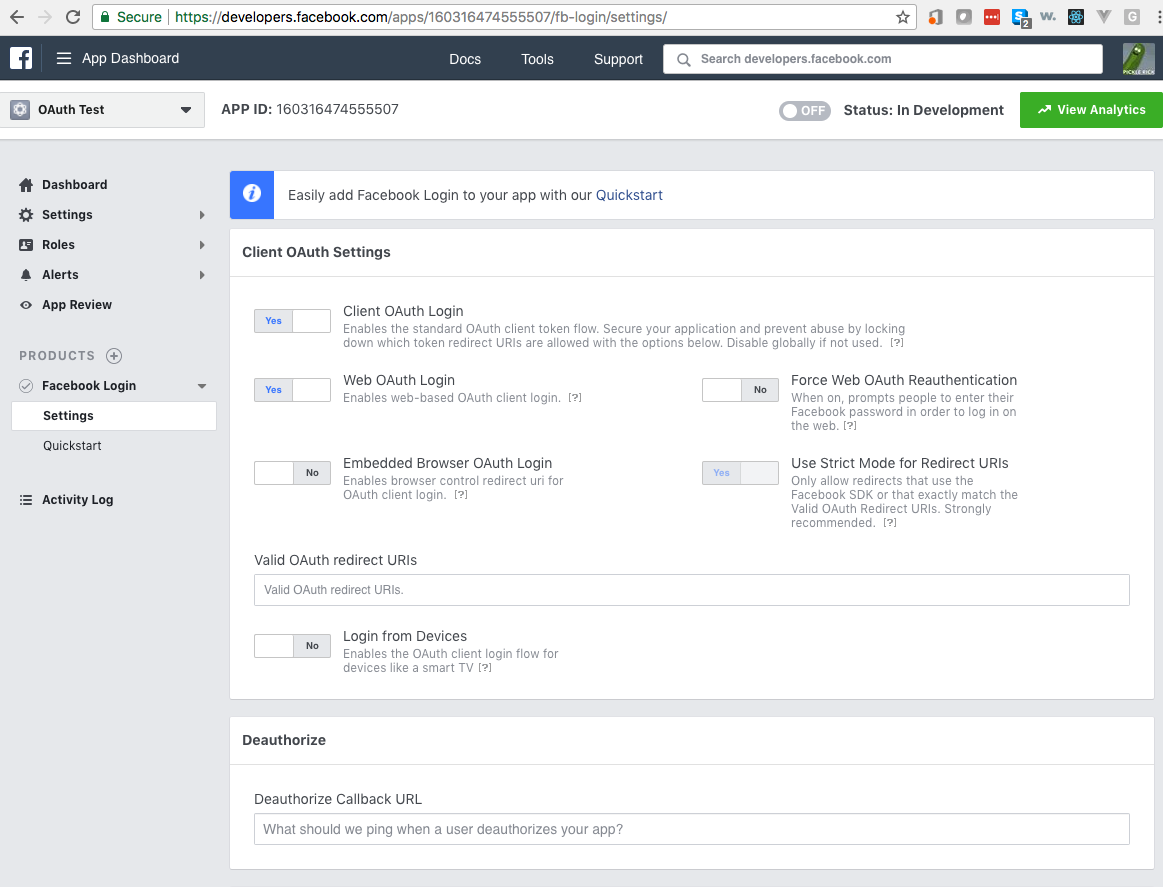 Secure https://developers.facebook.com/apps/160316474555507/fb-login/settings/
2
W.
G
f
App Dashboard
Docs
Tools
Support
Search developers.facebook.com
PICKLE RICK
OAuth Test
APP ID: 160316474555507
OFF
Status: In Development
View Analytics
Dashboard
Settings
Roles
Alerts
App Review
PRODUCTS
Facebook Login
Settings
Quickstart
Activity Log
Easily add Facebook Login to your app with our Quickstart
Client OAuth Settings
Yes
Client OAuth Login
Enables the standard OAuth client token flow. Secure your application and prevent abuse by locking
down which token redirect URIs are allowed with the options below. Disable globally if not used. [?]
Yes
Web OAuth Login
Enables web-based OAuth client login. [?]
No
Force Web OAuth Reauthentication
When on, prompts people to enter their
Facebook password in order to log in on
the web. [?]
No
Embedded Browser OAuth Login
Enables browser control redirect uri for
OAuth client login. [?]
Yes
Use Strict Mode for Redirect URIs
Only allow redirects that use the
Facebook SDK or that exactly match the
Valid OAuth Redirect URIs. Strongly
recommended. [?]
Valid OAuth redirect URIs
Valid OAuth redirect URIs.
No
Login from Devices
Enables the OAuth client login flow for
devices like a smart TV [?]
Deauthorize
Deauthorize Callback URL
What should we ping when a user deauthorizes your app?